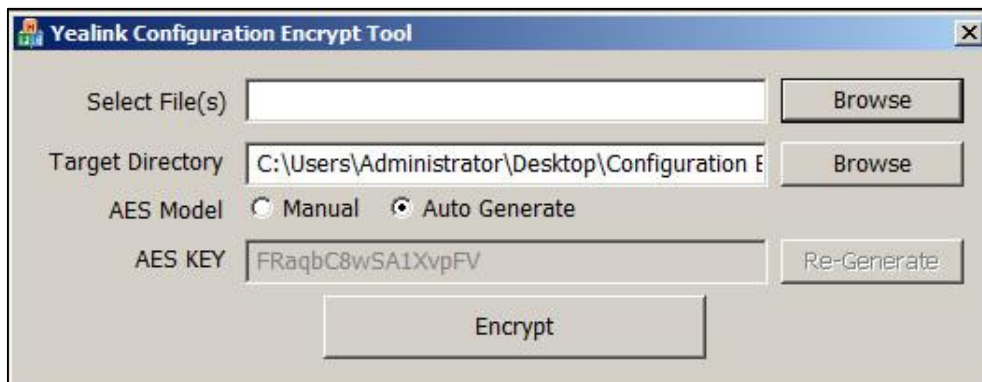 Yealink Configuration Encrypt Tool
Select File(s) Browse
Target Directory C:\Users\Administrator\Desktop\Configuration E Browse
AES Model Manual Auto Generate
AES KEY FRaqbC8wSA1XvpFV Re-Generate
Encrypt